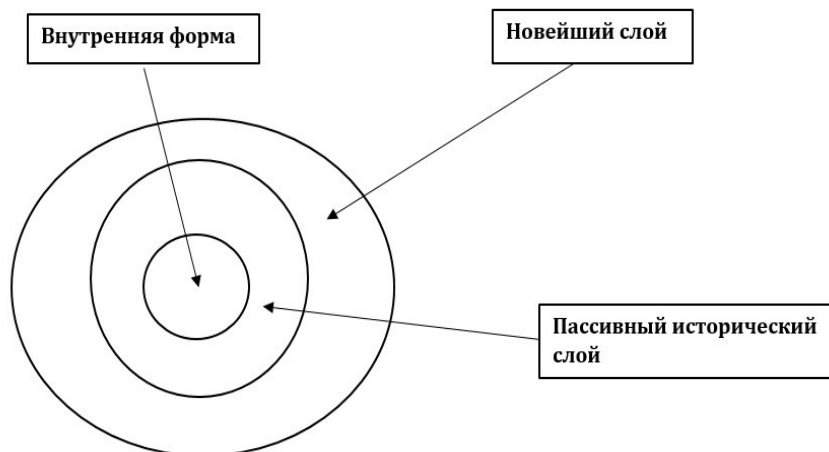 Внутренняя форма
Новейший слой
Пассивный исторический
слой